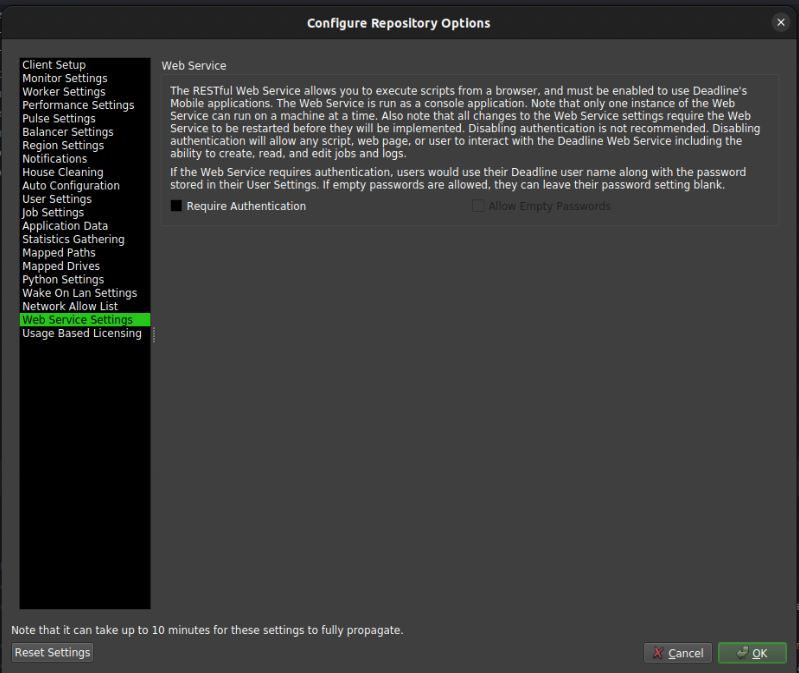 Configure Repository Options
Client Setup
Monitor Settings
Worker Settings
Performance Settings
Pulse Settings
Balancer Settings
Region Settings
Notifications
House Cleaning
Auto Configuration
User Settings
Job Settings
Application Data
Statistics Gathering
Mapped Paths
Mapped Drives
Python Settings
Wake On Lan Settings
Network Allow List
Web Service Settings
Usage Based Licensing
Web Service
The RESTful Web Service allows you to execute scripts from a browser, and must be enabled to use Deadline's
Mobile applications. The Web Service is run as a console application. Note that only one instance of the Web
Service can run on a machine at a time. Also note that all changes to the Web Service settings require the Web
Service to be restarted before they will be implemented. Disabling authentication is not recommended. Disabling
authentication will allow any script, web page, or user to interact with the Deadline Web Service including the
ability to create, read, and edit jobs and logs.
If the Web Service requires authentication, users would use their Deadline user name along with the password
stored in their User Settings. If empty passwords are allowed, they can leave their password setting blank.
Require Authentication
Allow Empty Passwords
Note that it can take up to 10 minutes for these settings to fully propagate.
Reset Settings
Cancel
OK